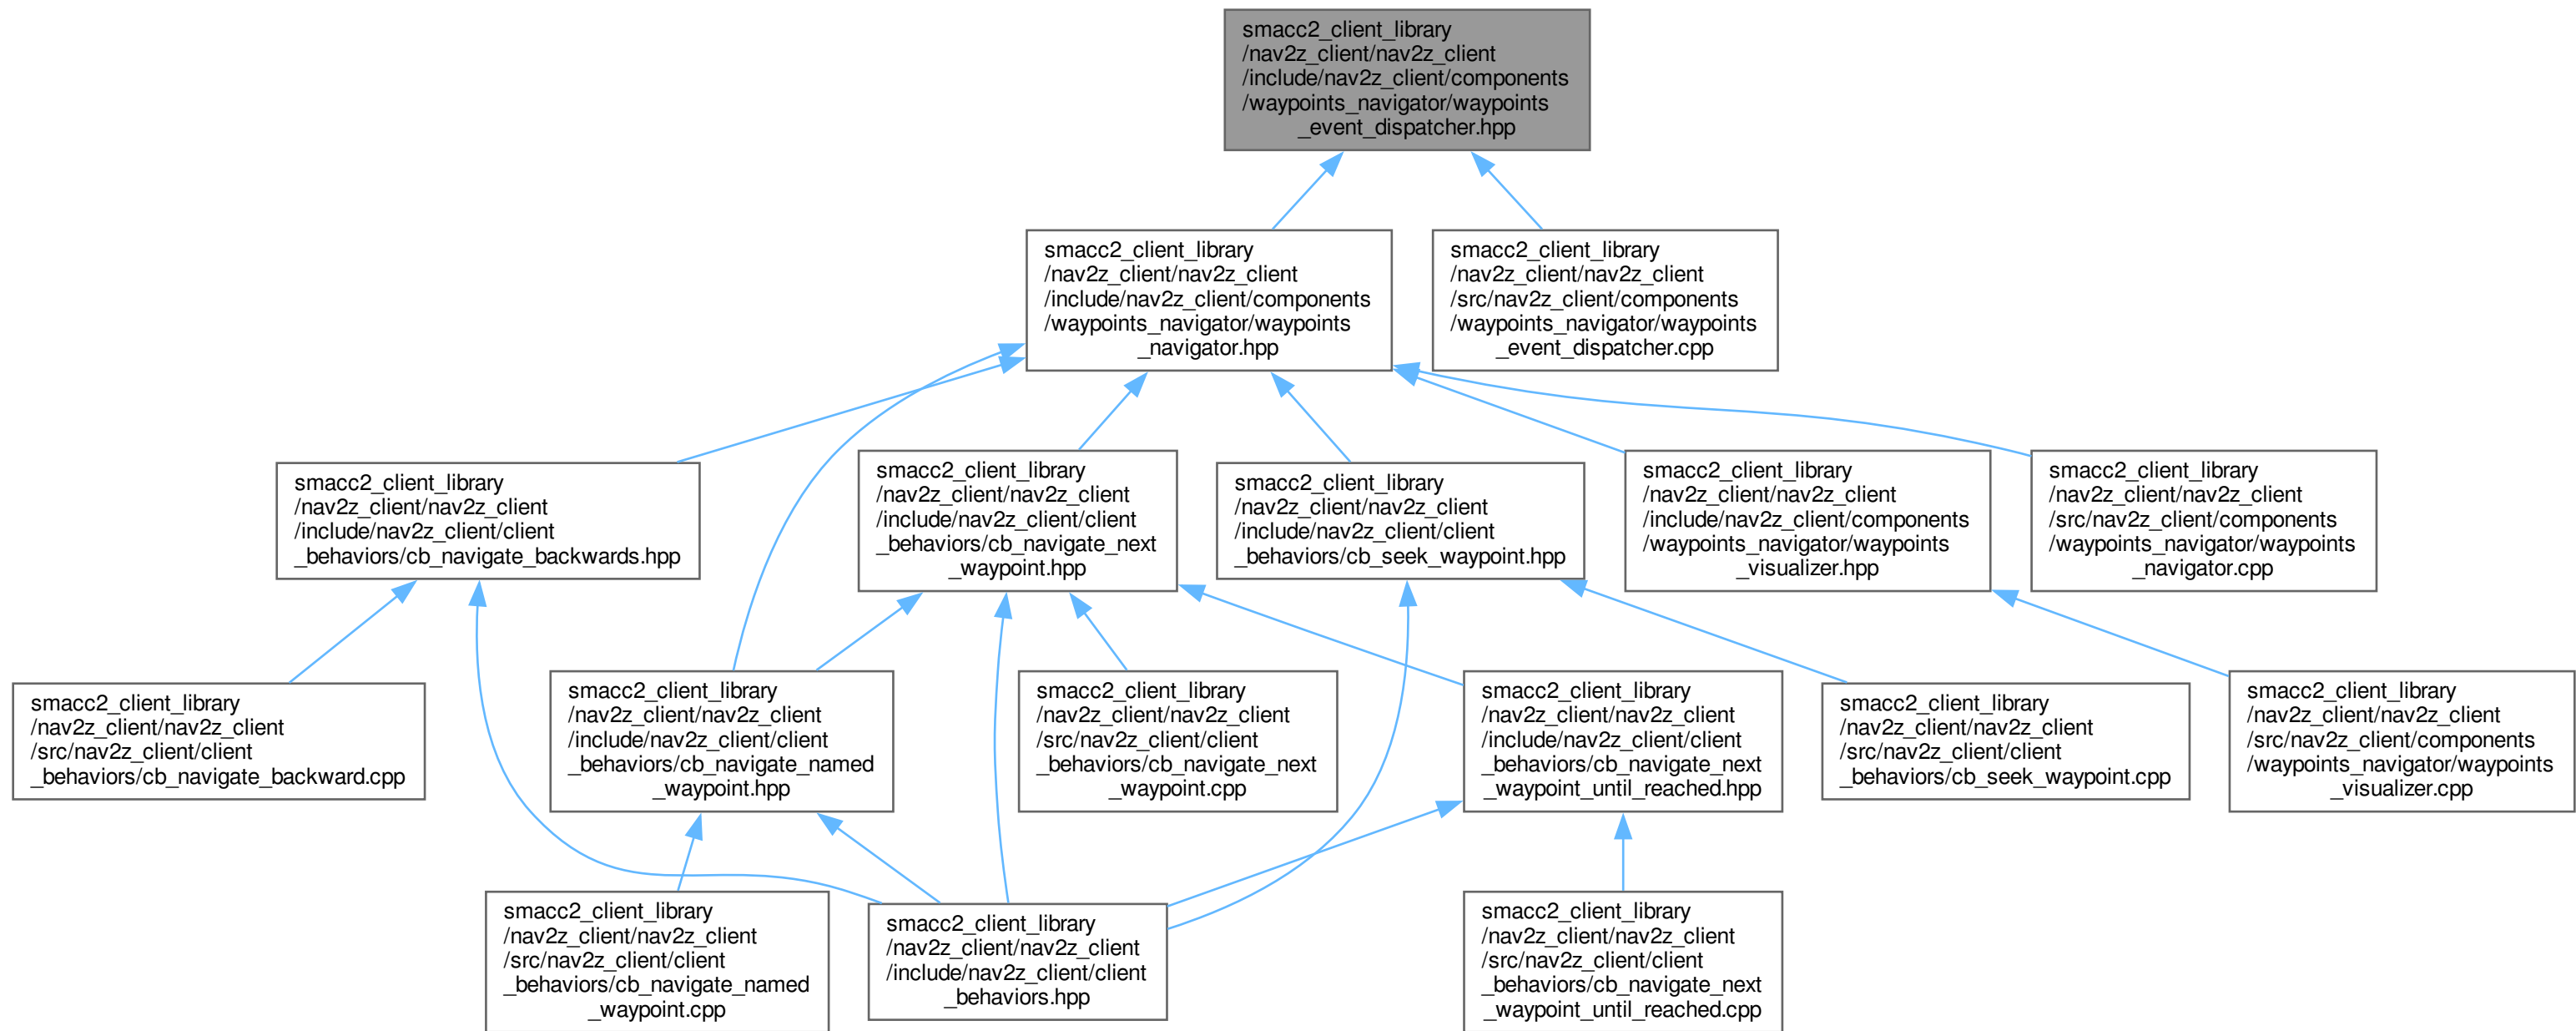 smacc2_client_library
/nav2z_client/nav2z_client
/include/nav2z_client/components
/waypoints_navigator/waypoints
_event_dispatcher.hpp
smacc2_client_library
/nav2z_client/nav2z_client
/include/nav2z_client/components
/waypoints_navigator/waypoints
_navigator.hpp
smacc2_client_library
/nav2z_client/nav2z_client
/src/nav2z_client/components
/waypoints_navigator/waypoints
_event_dispatcher.cpp
smacc2_client_library
/nav2z_client/nav2z_client
/include/nav2z_client/client
_behaviors/cb_navigate_backwards.hpp
smacc2_client_library
/nav2z_client/nav2z_client
/include/nav2z_client/client
_behaviors/cb_navigate_next
_waypoint.hpp
smacc2_client_library
/nav2z_client/nav2z_client
/include/nav2z_client/client
_behaviors/cb_seek_waypoint.hpp
smacc2_client_library
/nav2z_client/nav2z_client
/include/nav2z_client/components
/waypoints_navigator/waypoints
_visualizer.hpp
smacc2_client_library
/nav2z_client/nav2z_client
/src/nav2z_client/components
/waypoints_navigator/waypoints
_navigator.cpp
smacc2_client_library
/nav2z_client/nav2z_client
/src/nav2z_client/client
_behaviors/cb_navigate_backward.cpp
smacc2_client_library
/nav2z_client/nav2z_client
/include/nav2z_client/client
_behaviors/cb_navigate_named
_waypoint.hpp
smacc2_client_library
/nav2z_client/nav2z_client
/src/nav2z_client/client
_behaviors/cb_navigate_next
_waypoint.cpp
smacc2_client_library
/nav2z_client/nav2z_client
/include/nav2z_client/client
_behaviors/cb_navigate_next
_waypoint_until_reached.hpp
smacc2_client_library
/nav2z_client/nav2z_client
/src/nav2z_client/client
_behaviors/cb_seek_waypoint.cpp
smacc2_client_library
/nav2z_client/nav2z_client
/src/nav2z_client/components
/waypoints_navigator/waypoints
_visualizer.cpp
smacc2_client_library
/nav2z_client/nav2z_client
/src/nav2z_client/client
_behaviors/cb_navigate_named
_waypoint.cpp
smacc2_client_library
/nav2z_client/nav2z_client
/include/nav2z_client/client
_behaviors.hpp
smacc2_client_library
/nav2z_client/nav2z_client
/src/nav2z_client/client
_behaviors/cb_navigate_next
_waypoint_until_reached.cpp